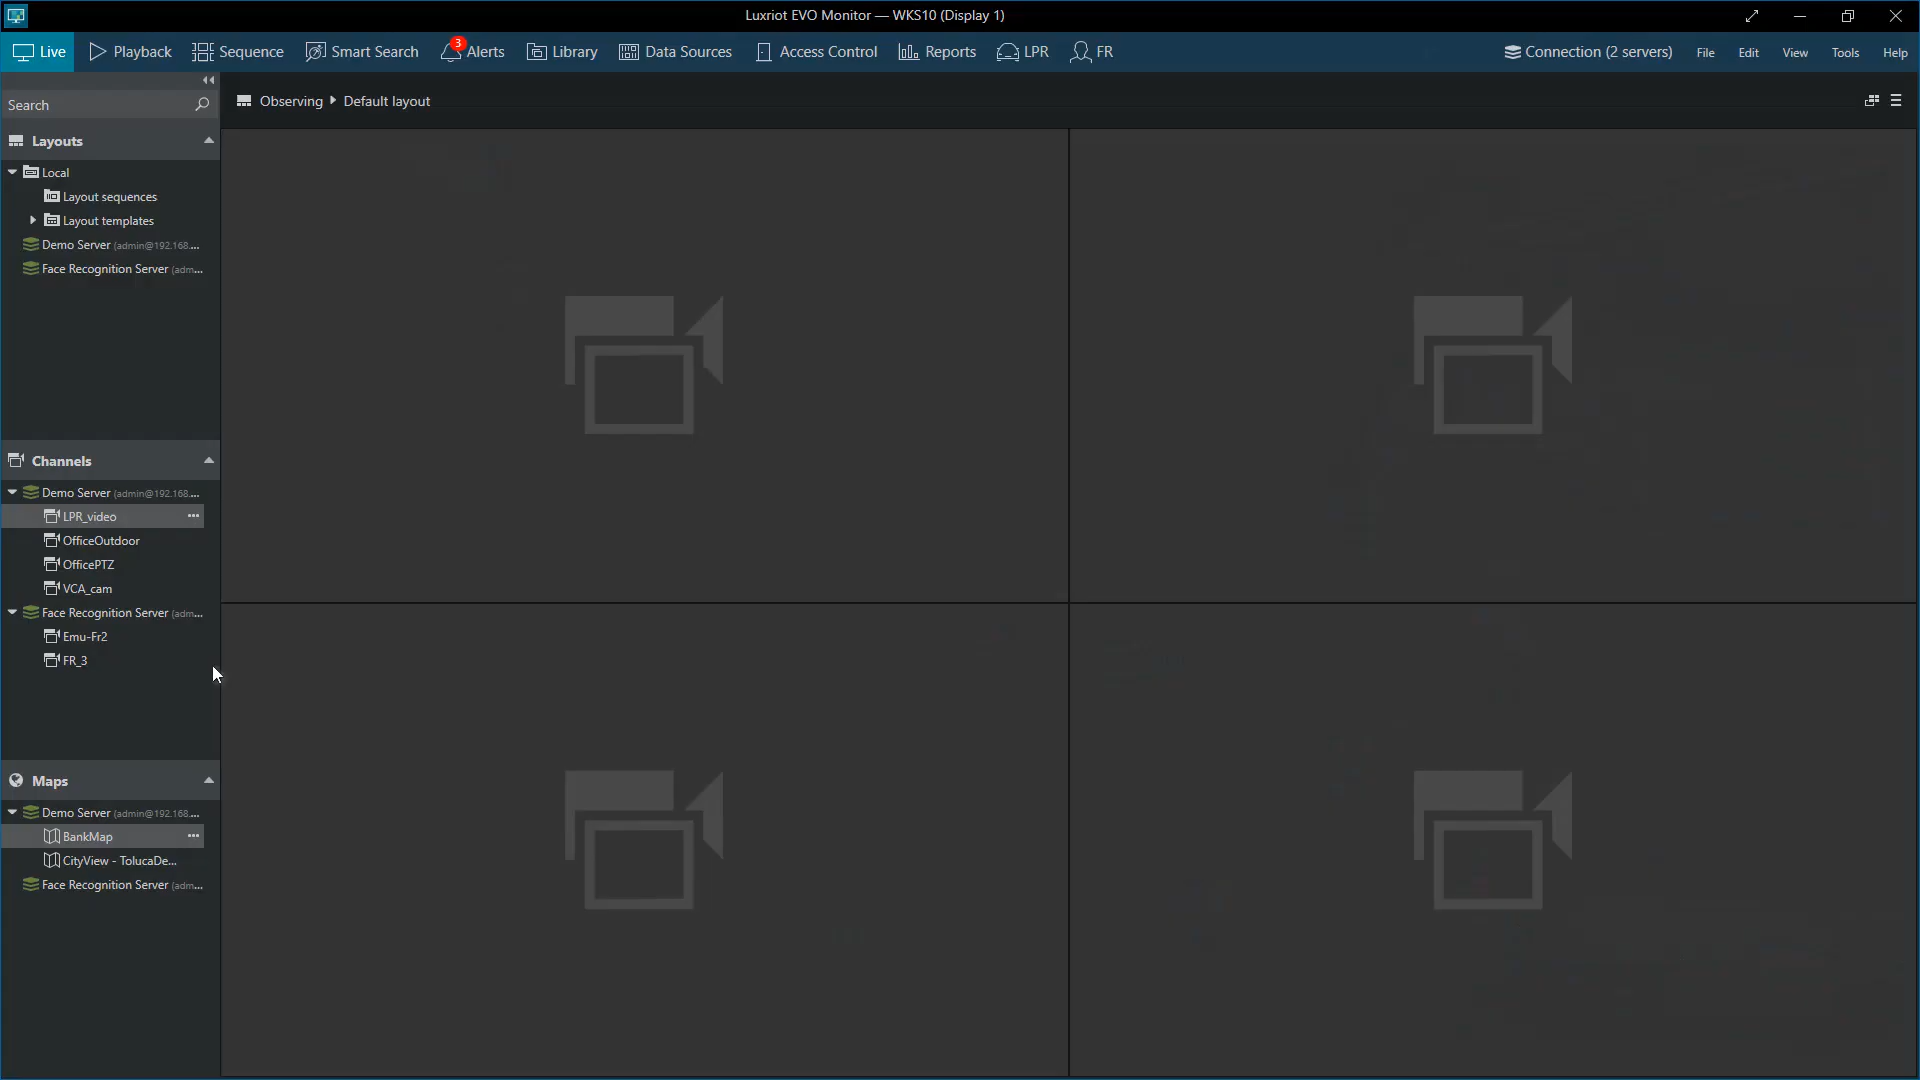 Luxriot EVO Monitor — WKS10 (Display 1)
Live Playback Sequence Smart Search 3 Alerts Library Data Sources Access Control Reports LPR FR Connection (2 servers) File Edit View Tools Help
Search
Observing Default layout
Layouts
Local
Layout sequences
Layout templates
Demo Server (admin@192.168....
Face Recognition Server (adm...
Channels
Demo Server (admin@192.168....
LPR_video ...
OfficeOutdoor
OfficePTZ
VCA_cam
Face Recognition Server (adm...
Emu-Fr2
FR_3
Maps
Demo Server (admin@192.168....
BankMap ...
CityView - TolucaDe...
Face Recognition Server (adm...